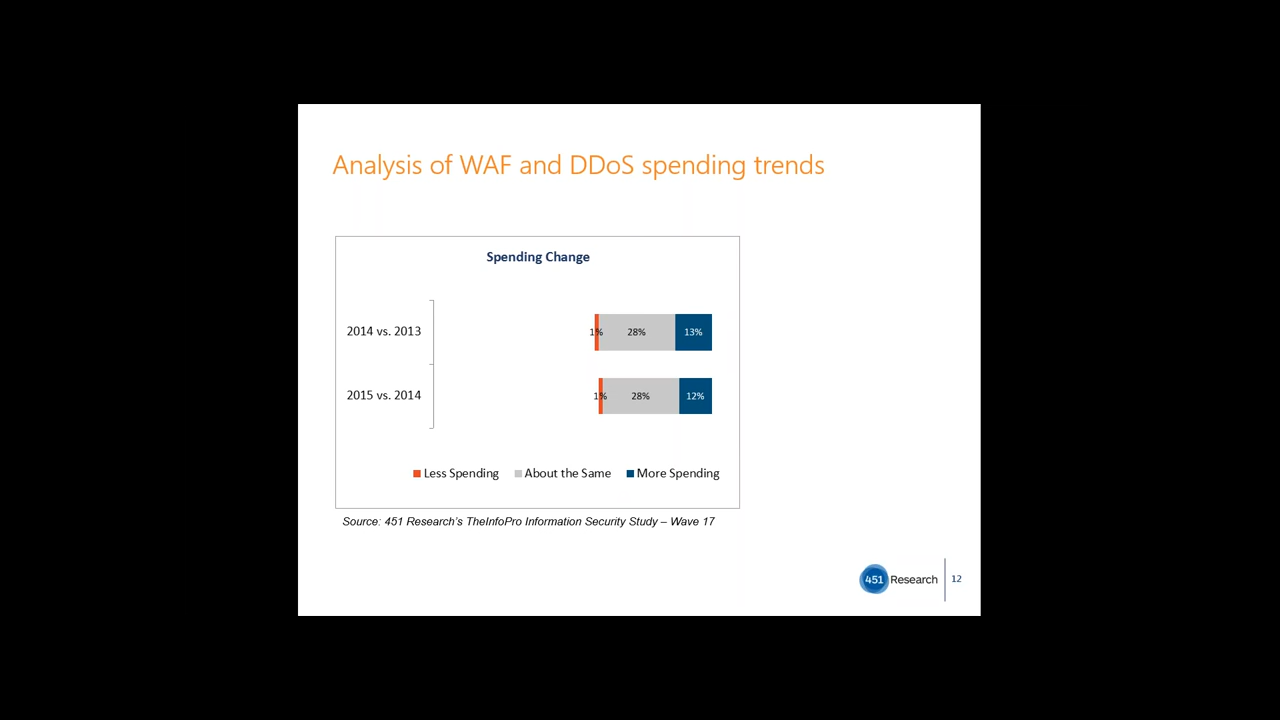 Analysis of WAF and DDoS spending trends
Spending Change
2014 vs. 2013
1%
28%
13%
2015 vs. 2014
1%
28%
12%
Less Spending
About the Same
More Spending
Source: 451 Research's TheInfoPro Information Security Study – Wave 17
451 Research
12